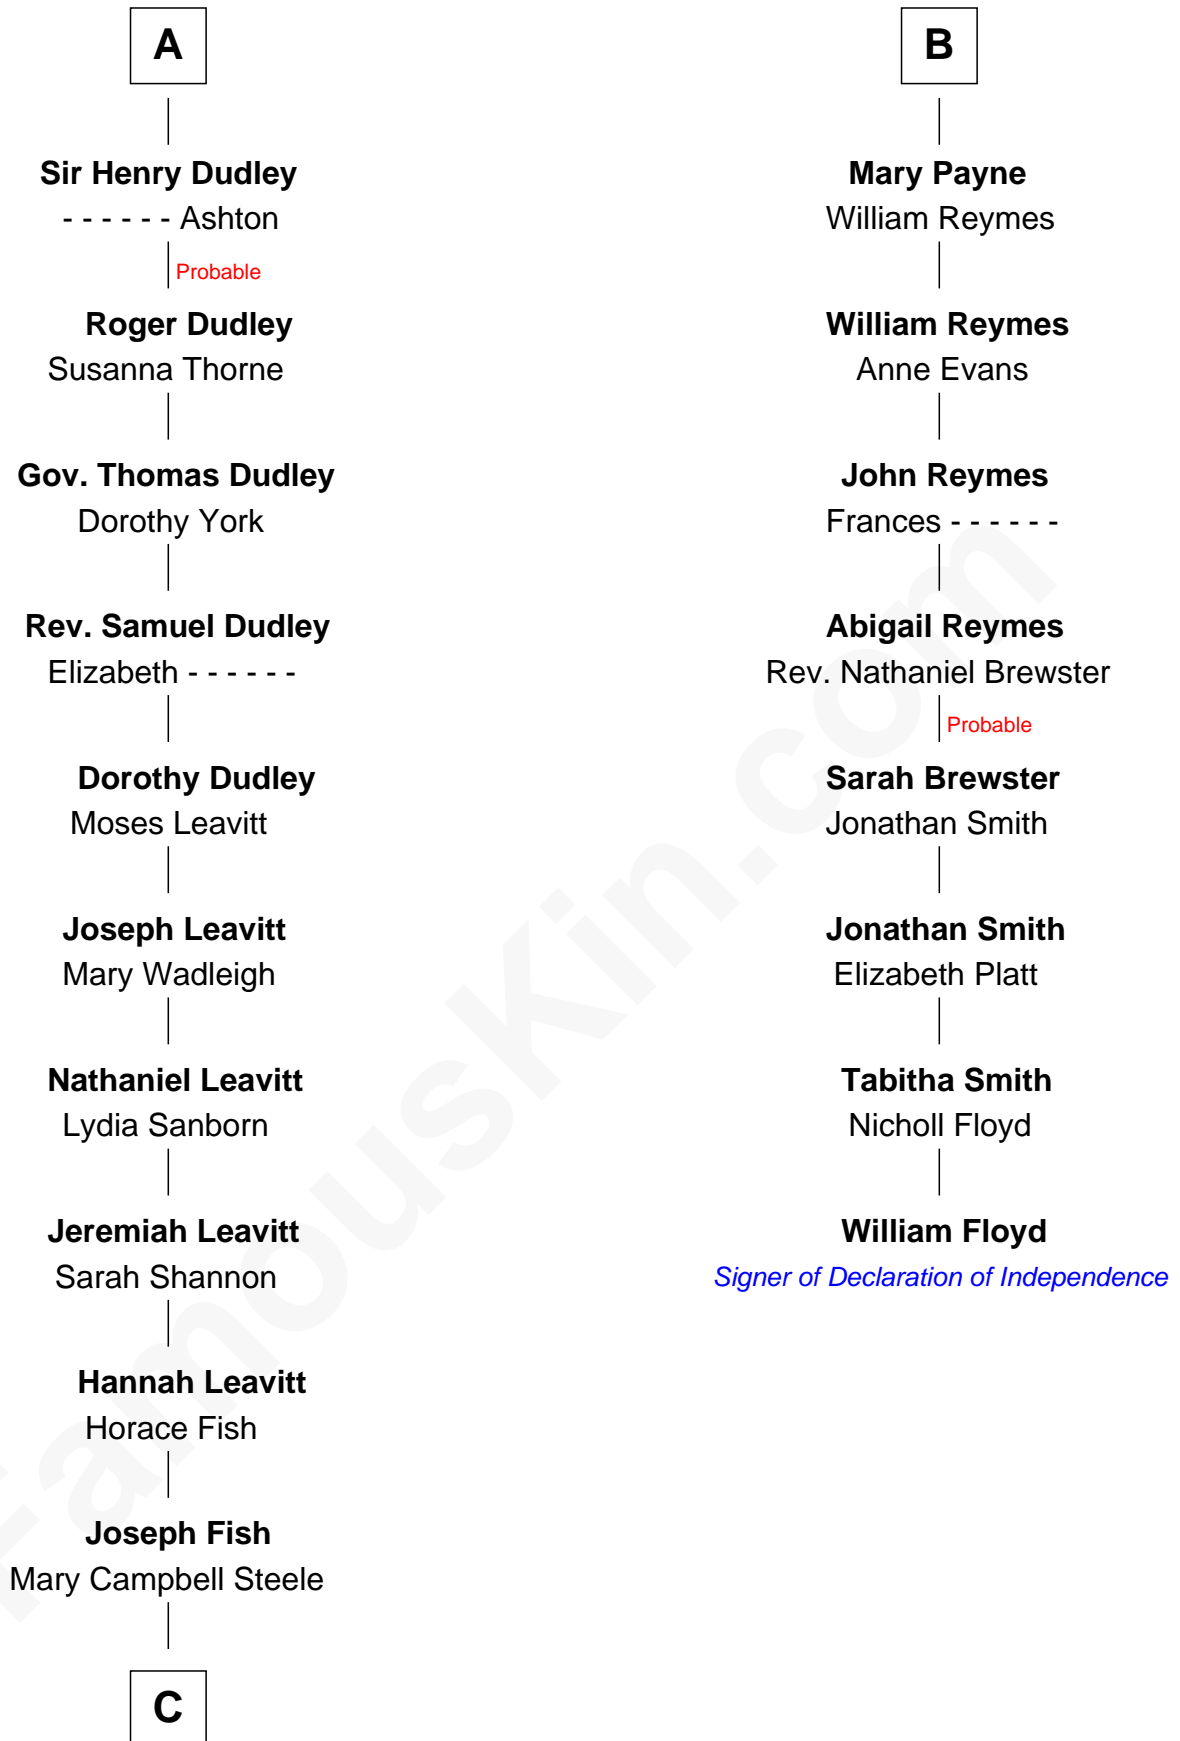 A
Sir Henry Dudley
- - - - - - Ashton
Probable
Roger Dudley
Susanna Thorne
Gov. Thomas Dudley
Dorothy York
Rev. Samuel Dudley
Elizabeth - - - - - -
Dorothy Dudley
Moses Leavitt
Joseph Leavitt
Mary Wadleigh
Nathaniel Leavitt
Lydia Sanborn
Jeremiah Leavitt
Sarah Shannon
Hannah Leavitt
Horace Fish
Joseph Fish
Mary Campbell Steele
C
B
Mary Payne
William Reymes
William Reymes
Anne Evans
John Reymes
Frances - - - - - -
Abigail Reymes
Rev. Nathaniel Brewster
Probable
Sarah Brewster
Jonathan Smith
Jonathan Smith
Elizabeth Platt
Tabitha Smith
Nicholl Floyd
William Floyd
Signer of Declaration of Independence
FamousKin.com